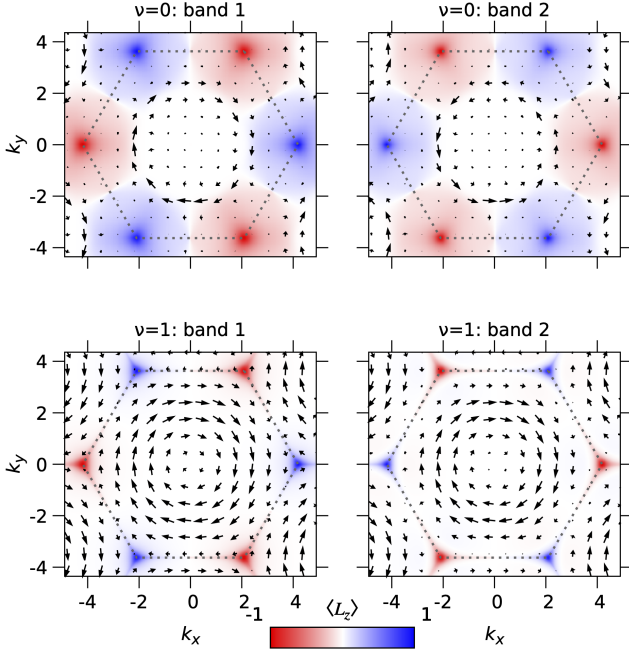 ν=0: band 1
ν=0: band 2
4
2
0
-2
-4
k_y
ν=1: band 1
ν=1: band 2
4
2
0
-2
-4
k_y
-4 -2 0 2 4
-4 -2 0 2 4
-1 ⟨L_z⟩ 1
k_x
k_x